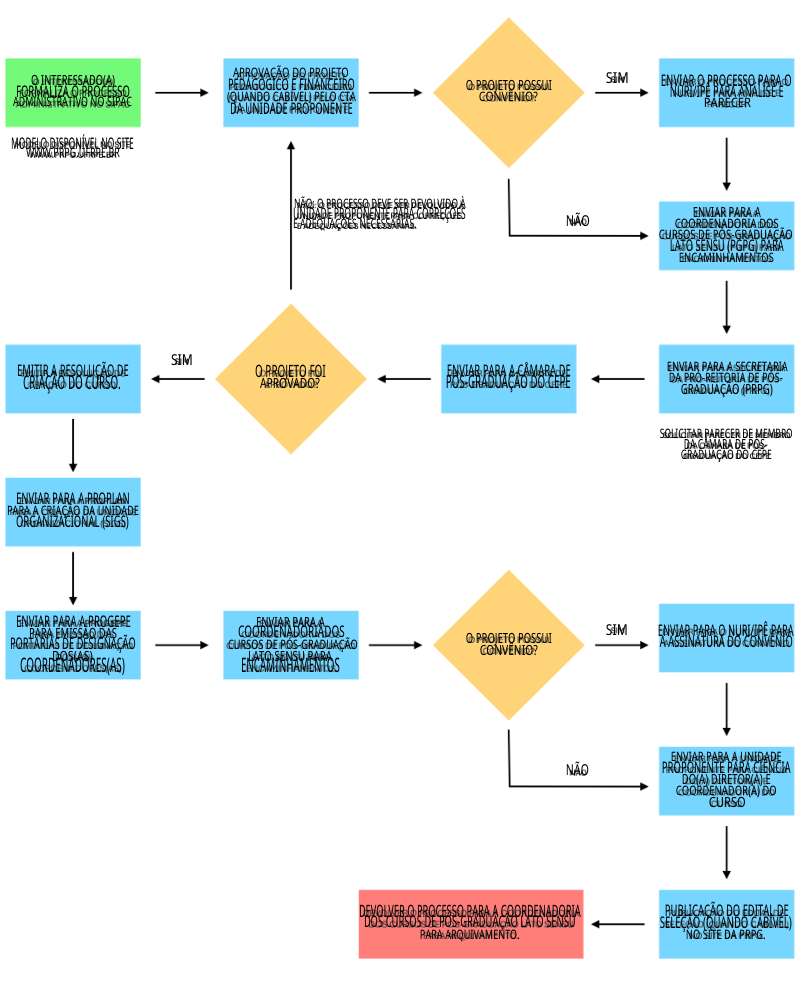 O INTERESSADO(A)
FORMALIZA O PROCESSO
ADMINISTRATIVO NO SIPAC
MODELO DISPONÍVEL NO SITE
WWW.PRPG.UFRPE.BR
APROVAÇÃO DO PROJETO
PEDAGÓGICO E FINANCEIRO
(QUANDO CABÍVEL) PELO CTA
DA UNIDADE PROPONENTE
O PROJETO POSSUI
CONVÊNIO?
SIM
ENVIAR O PROCESSO PARA O
NURI/IPÊ PARA ANÁLISE E
PARECER
NÃO
ENVIAR PARA A
COORDENADORIA DOS
CURSOS DE PÓS-GRADUAÇÃO
LATO SENSU (PGPG) PARA
ENCAMINHAMENTOS
NÃO: O PROCESSO DEVE SER DEVOLVIDO À
UNIDADE PROPONENTE PARA CORREÇÕES
E ADEQUAÇÕES NECESSÁRIAS.
ENVIAR PARA A SECRETARIA
DA PRÓ-REITORIA DE PÓS-
GRADUAÇÃO (PRPG)
SOLICITAR PARECER DE MEMBRO
DA CÂMARA DE PÓS-
GRADUAÇÃO DO CEPE
ENVIAR PARA A CÂMARA DE
PÓS-GRADUAÇÃO DO CEPE
O PROJETO FOI
APROVADO?
SIM
EMITIR A RESOLUÇÃO DE
CRIAÇÃO DO CURSO.
ENVIAR PARA A PROPLAN
PARA A CRIAÇÃO DA UNIDADE
ORGANIZACIONAL (SIGS)
ENVIAR PARA A PROGEPE
PARA EMISSÃO DAS
PORTARIAS DE DESIGNAÇÃO
DOS(AS)
COORDENADORES(AS)
ENVIAR PARA A
COORDENADORIA DOS
CURSOS DE PÓS-GRADUAÇÃO
LATO SENSU PARA
ENCAMINHAMENTOS
O PROJETO POSSUI
CONVÊNIO?
SIM
ENVIAR PARA O NURI/IPÊ PARA
A ASSINATURA DO CONVÊNIO
NÃO
ENVIAR PARA A UNIDADE
PROPONENTE PARA CIÊNCIA
DO(A) DIRETOR(A) E
COORDENADOR(A) DO
CURSO
PUBLICAÇÃO DO EDITAL DE
SELEÇÃO (QUANDO CABÍVEL)
NO SITE DA PRPG.
DEVOLVER O PROCESSO PARA A COORDENADORIA
DOS CURSOS DE PÓS-GRADUAÇÃO LATO SENSU
PARA ARQUIVAMENTO.